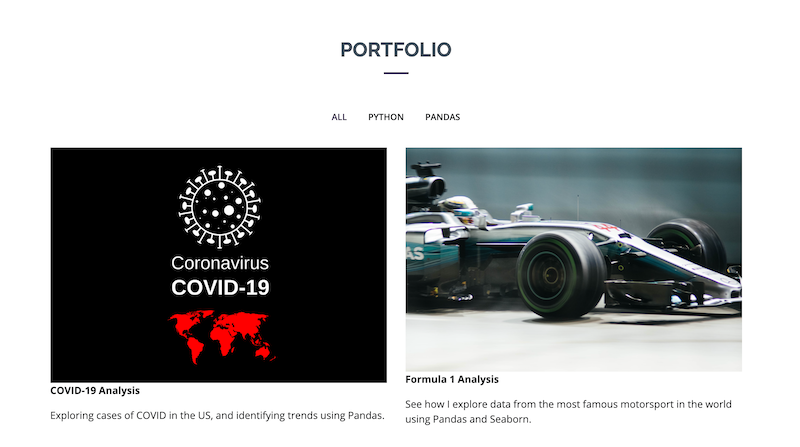 PORTFOLIO
ALL PYTHON PANDAS
Coronavirus
COVID-19
AS
COVID-19 Analysis
Exploring cases of COVID in the US, and identifying trends using Pandas.
Formula 1 Analysis
See how I explore data from the most famous motorsport in the world
using Pandas and Seaborn.